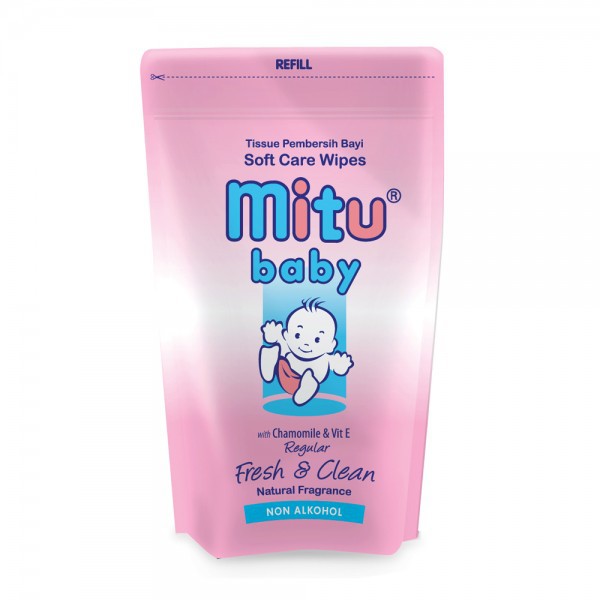 REFILL
Tissue Pembersih Bayi
Soft Care Wipes
mitu®
baby
with Chamomile & Vit E
Regular
Fresh & Clean
Natural Fragrance
NON ALKOHOL